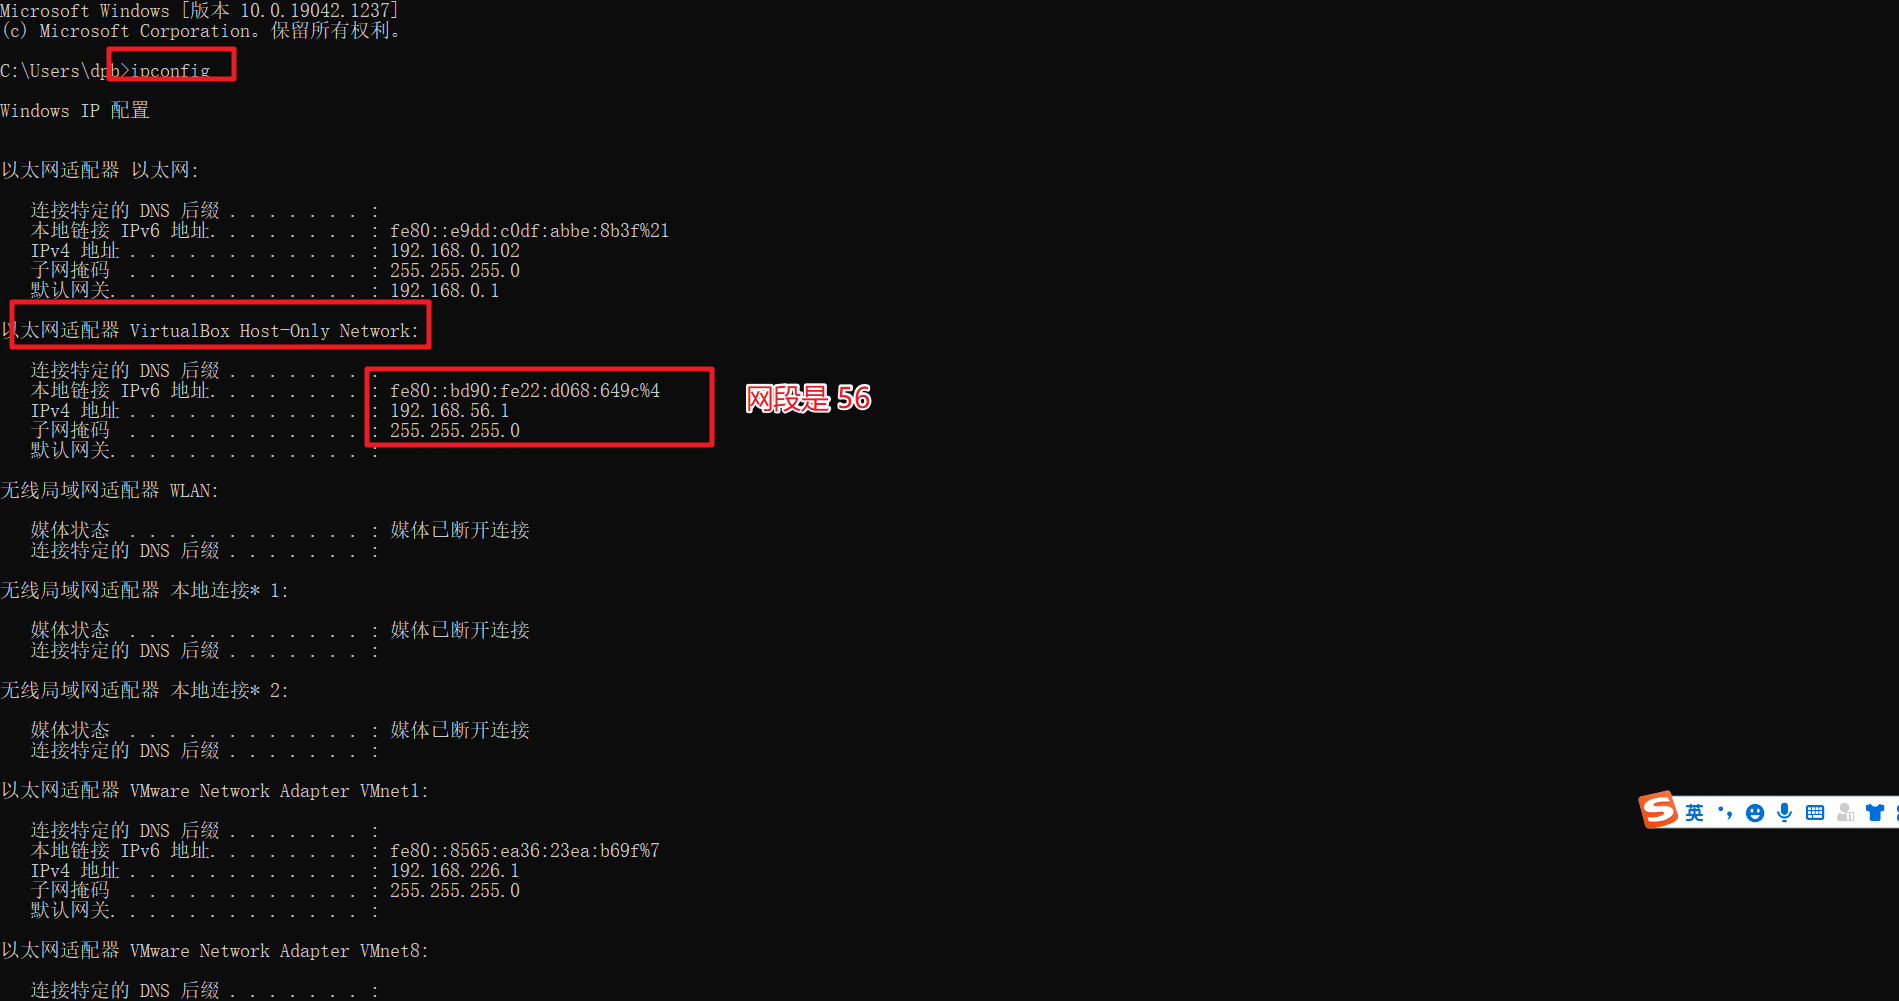 Microsoft Windows [版本 10.0.19042.1237]
(c) Microsoft Corporation。保留所有权利。
C:\Users\dpb>ipconfig
Windows IP 配置
以太网适配器 以太网:
连接特定的 DNS 后缀 . . . . . . . :
本地链接 IPv6 地址. . . . . . . . : fe80::e9dd:c0df:abbe:8b3f%21
IPv4 地址 . . . . . . . . . . . . : 192.168.0.102
子网掩码  . . . . . . . . . . . . : 255.255.255.0
默认网关. . . . . . . . . . . . . : 192.168.0.1
以太网适配器 VirtualBox Host-Only Network:
连接特定的 DNS 后缀 . . . . . . . :
本地链接 IPv6 地址. . . . . . . . : fe80::bd90:fe22:d068:649c%4
IPv4 地址 . . . . . . . . . . . . : 192.168.56.1
子网掩码  . . . . . . . . . . . . : 255.255.255.0
默认网关. . . . . . . . . . . . . :
网段是 56
无线局域网适配器 WLAN:
媒体状态  . . . . . . . . . . . . : 媒体已断开连接
连接特定的 DNS 后缀 . . . . . . . :
无线局域网适配器 本地连接* 1:
媒体状态  . . . . . . . . . . . . : 媒体已断开连接
连接特定的 DNS 后缀 . . . . . . . :
无线局域网适配器 本地连接* 2:
媒体状态  . . . . . . . . . . . . : 媒体已断开连接
连接特定的 DNS 后缀 . . . . . . . :
以太网适配器 VMware Network Adapter VMnet1:
连接特定的 DNS 后缀 . . . . . . . :
本地链接 IPv6 地址. . . . . . . . : fe80::8565:ea36:23ea:b69f%7
IPv4 地址 . . . . . . . . . . . . : 192.168.226.1
子网掩码  . . . . . . . . . . . . : 255.255.255.0
默认网关. . . . . . . . . . . . . :
以太网适配器 VMware Network Adapter VMnet8:
连接特定的 DNS 后缀 . . . . . . . :
S 英